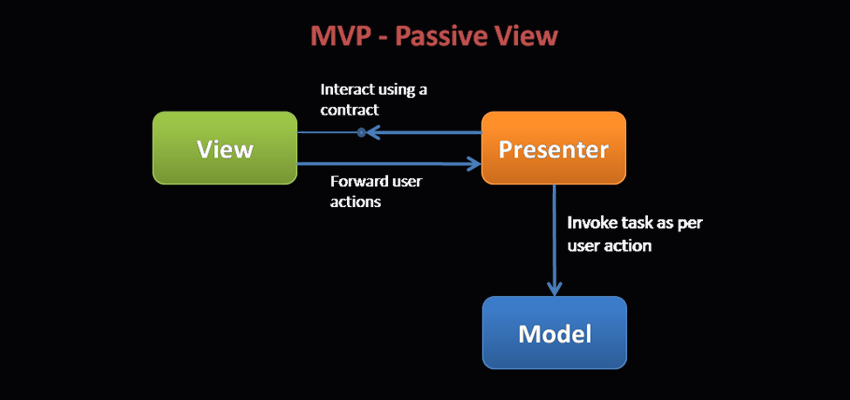 MVP - Passive View
Interact using a
contract
View
Presenter
Forward user
actions
Invoke task as per
user action
Model